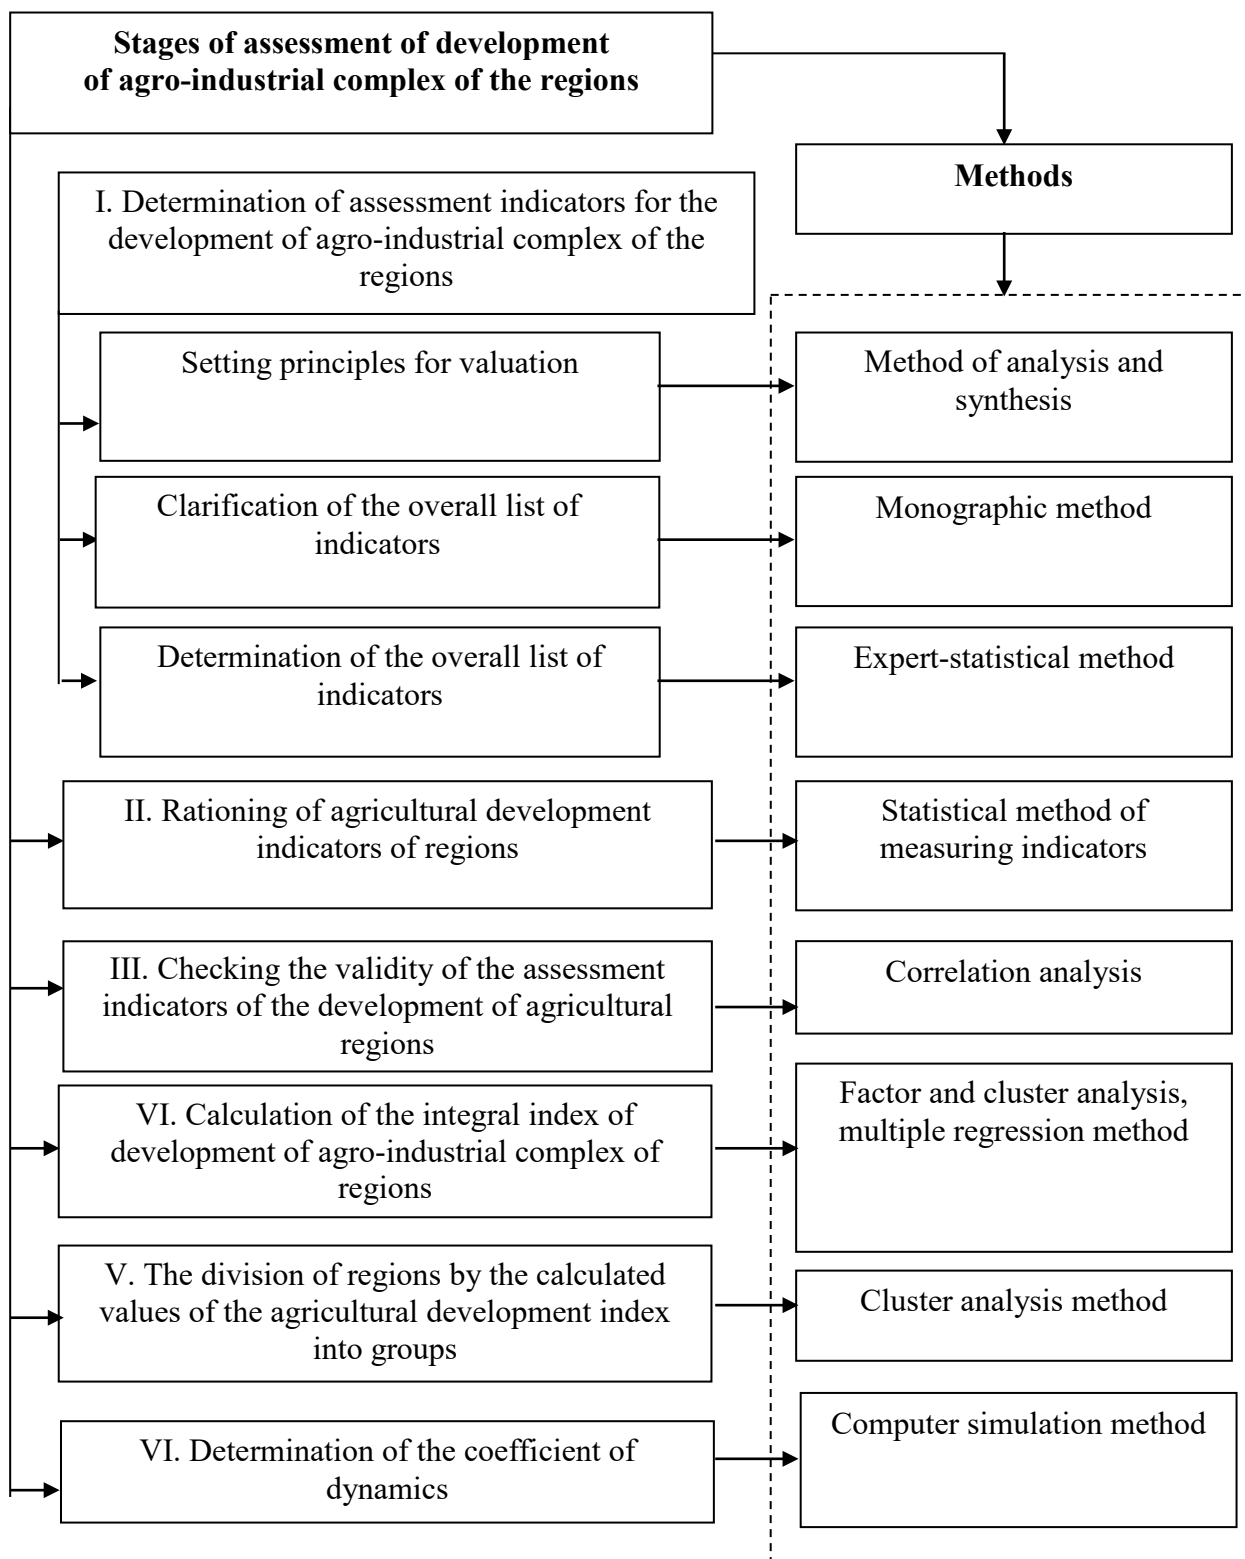 Stages of assessment of development
of agro-industrial complex of the regions
Methods
I. Determination of assessment indicators for the
development of agro-industrial complex of the
regions
Setting principles for valuation
Method of analysis and
synthesis
Clarification of the overall list of
indicators
Monographic method
Determination of the overall list of
indicators
Expert-statistical method
II. Rationing of agricultural development
indicators of regions
Statistical method of
measuring indicators
III. Checking the validity of the assessment
indicators of the development of agricultural
regions
Correlation analysis
VI. Calculation of the integral index of
development of agro-industrial complex of
regions
Factor and cluster analysis,
multiple regression method
V. The division of regions by the calculated
values of the agricultural development index
into groups
Cluster analysis method
VI. Determination of the coefficient of
dynamics
Computer simulation method